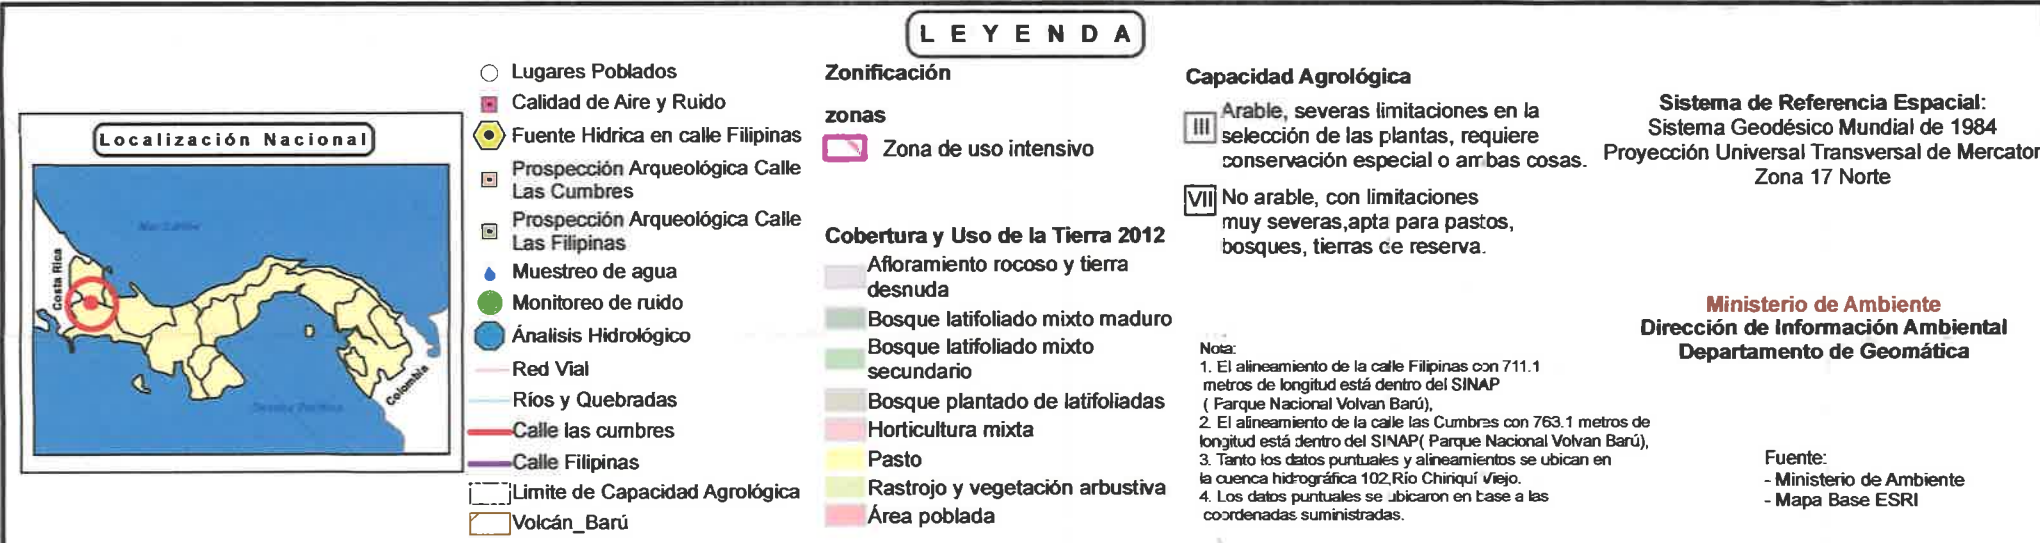 L E Y E N D A
Localización Nacional
Mar Caribe
Costa Rica
Colombia
Lugares Poblados
Calidad de Aire y Ruido
Fuente Hidrica en calle Filipinas
Prospección Arqueológica Calle
Las Cumbres
Prospección Arqueológica Calle
Las Filipinas
Muestreo de agua
Monitoreo de ruido
Ánalisis Hidrológico
Red Vial
Ríos y Quebradas
Calle las cumbres
Calle Filipinas
Limite de Capacidad Agrológica
Volcán_Barú
Zonificación
zonas
Zona de uso intensivo
Cobertura y Uso de la Tierra 2012
Afloramiento rocoso y tierra
desnuda
Bosque latifoliado mixto maduro
Bosque latifoliado mixto
secundario
Bosque plantado de latifoliadas
Horticultura mixta
Pasto
Rastrojo y vegetación arbustiva
Área poblada
Capacidad Agrológica
III Arable, severas limitaciones en la
selección de las plantas, requiere
conservación especial o ambas cosas.
VII No arable, con limitaciones
muy severas,apta para pastos,
bosques, tierras de reserva.
Nota:
1. El alineamiento de la calle Filipinas con 711.1
metros de longitud está dentro del SINAP
( Parque Nacional Volvan Barú),
2. El alineamiento de la calle las Cumbres con 763.1 metros de
longitud está dentro del SINAP( Parque Nacional Volvan Barú),
3. Tanto los datos puntuales y alineamientos se ubican en
la cuenca hidrográfica 102,Río Chiriquí Viejo.
4. Los datos puntuales se ubicaron en base a las
coordenadas suministradas.
Sistema de Referencia Espacial:
Sistema Geodésico Mundial de 1984
Proyección Universal Transversal de Mercator
Zona 17 Norte
Ministerio de Ambiente
Dirección de Información Ambiental
Departamento de Geomática
Fuente:
- Ministerio de Ambiente
- Mapa Base ESRI